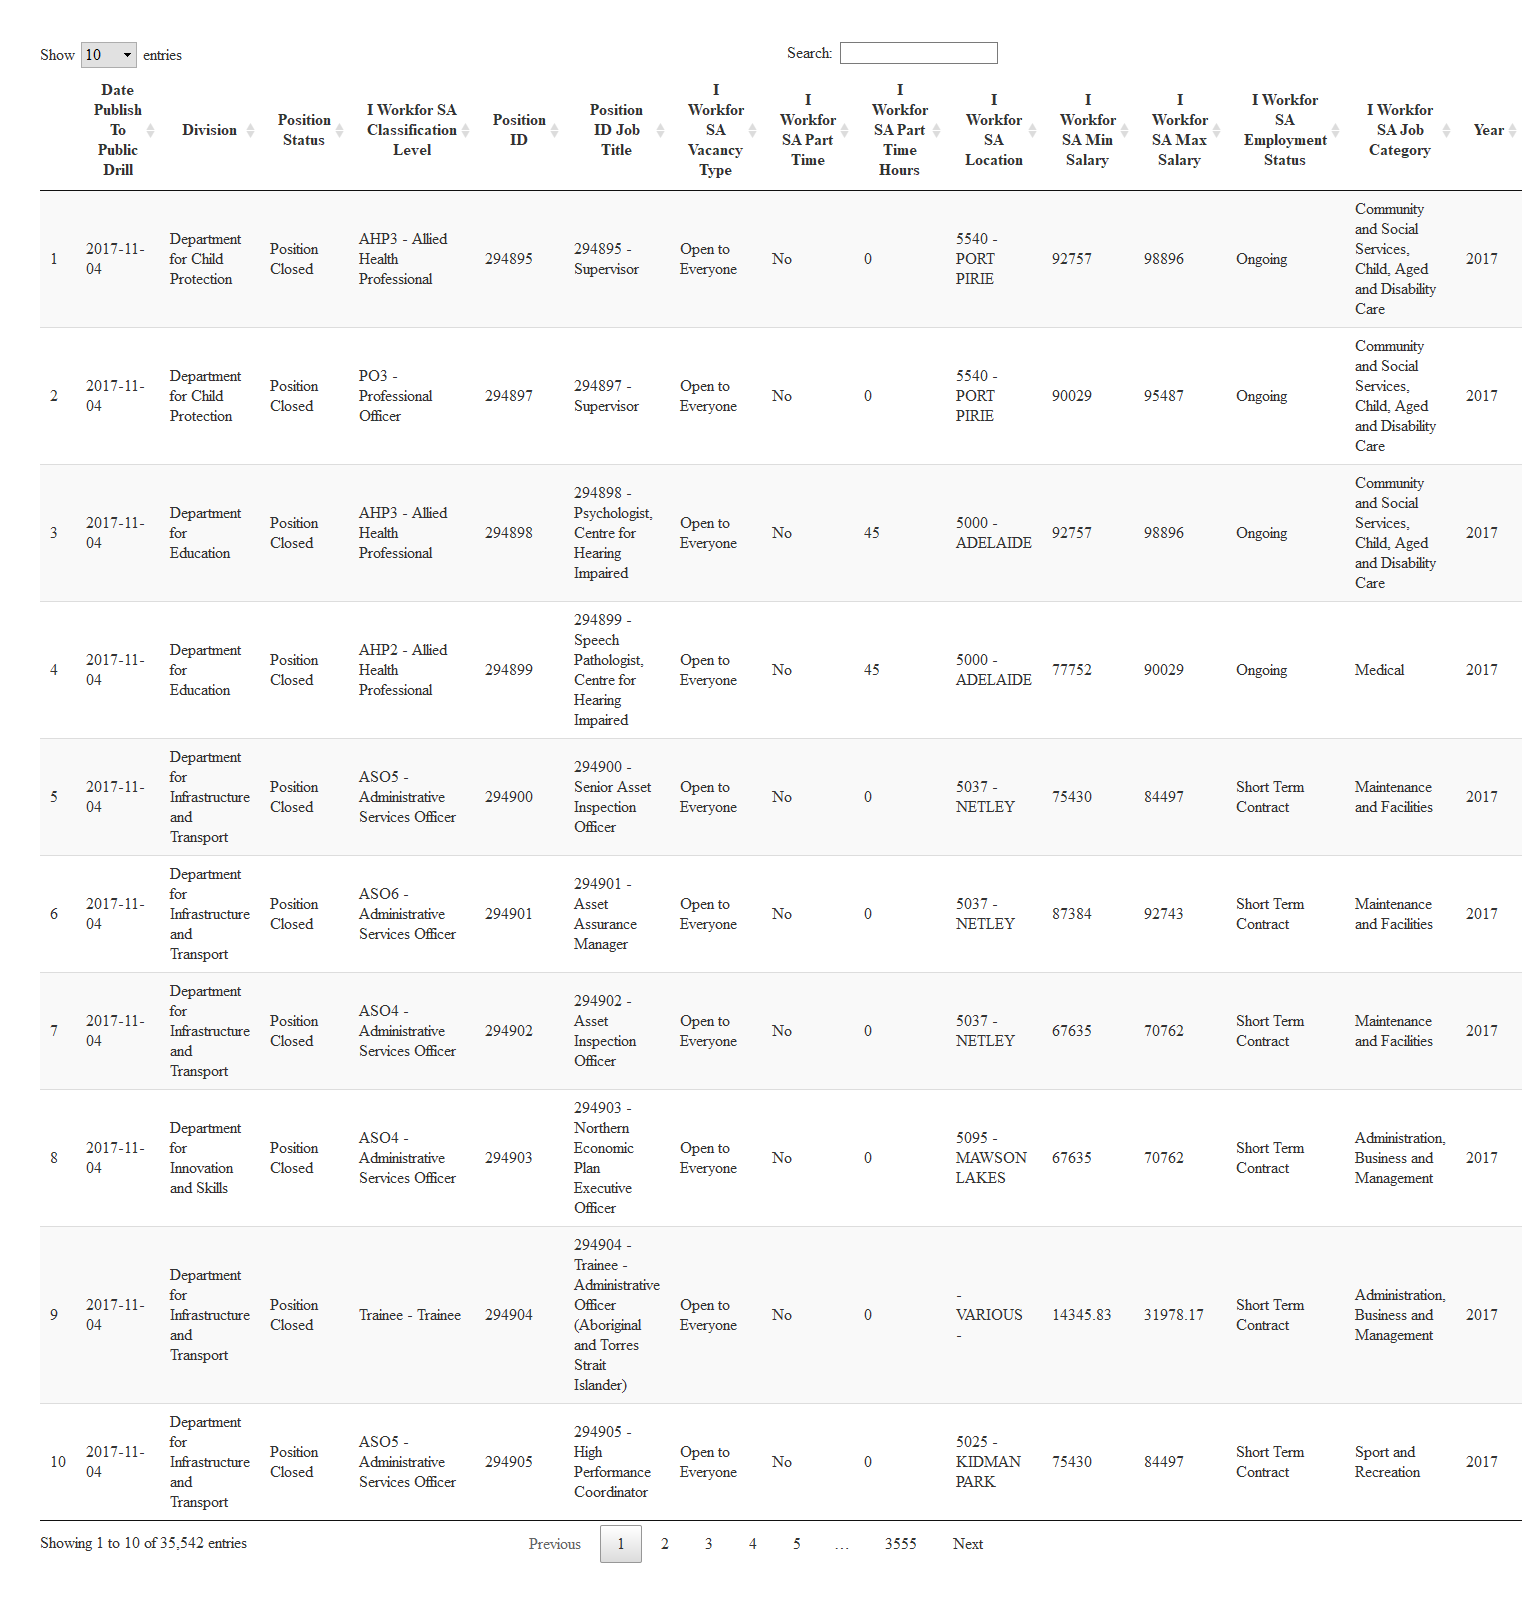 Show 10 entries
Search:
Date Publish To Public Drill
Division
Position Status
I Workfor SA Classification Level
Position ID
Position ID Job Title
I Workfor SA Vacancy Type
I Workfor SA Part Time
I Workfor SA Part Time Hours
I Workfor SA Location
I Workfor SA Min Salary
I Workfor SA Max Salary
I Workfor SA Employment Status
I Workfor SA Job Category
Year
1 2017-11-04 Department for Child Protection Position Closed AHP3 - Allied Health Professional 294895 294895 - Supervisor Open to Everyone No 0 5540 - PORT PIRIE 92757 98896 Ongoing Community and Social Services, Child, Aged and Disability Care 2017
2 2017-11-04 Department for Child Protection Position Closed PO3 - Professional Officer 294897 294897 - Supervisor Open to Everyone No 0 5540 - PORT PIRIE 90029 95487 Ongoing Community and Social Services, Child, Aged and Disability Care 2017
3 2017-11-04 Department for Education Position Closed AHP3 - Allied Health Professional 294898 294898 - Psychologist, Centre for Hearing Impaired Open to Everyone No 45 5000 - ADELAIDE 92757 98896 Ongoing Community and Social Services, Child, Aged and Disability Care 2017
4 2017-11-04 Department for Education Position Closed AHP2 - Allied Health Professional 294899 294899 - Speech Pathologist, Centre for Hearing Impaired Open to Everyone No 45 5000 - ADELAIDE 77752 90029 Ongoing Medical 2017
5 2017-11-04 Department for Infrastructure and Transport Position Closed ASO5 - Administrative Services Officer 294900 294900 - Senior Asset Inspection Officer Open to Everyone No 0 5037 - NETLEY 75430 84497 Short Term Contract Maintenance and Facilities 2017
6 2017-11-04 Department for Infrastructure and Transport Position Closed ASO6 - Administrative Services Officer 294901 294901 - Asset Assurance Manager Open to Everyone No 0 5037 - NETLEY 87384 92743 Short Term Contract Maintenance and Facilities 2017
7 2017-11-04 Department for Infrastructure and Transport Position Closed ASO4 - Administrative Services Officer 294902 294902 - Asset Inspection Officer Open to Everyone No 0 5037 - NETLEY 67635 70762 Short Term Contract Maintenance and Facilities 2017
8 2017-11-04 Department for Innovation and Skills Position Closed ASO4 - Administrative Services Officer 294903 294903 - Northern Economic Plan Executive Officer Open to Everyone No 0 5095 - MAWSON LAKES 67635 70762 Short Term Contract Administration, Business and Management 2017
9 2017-11-04 Department for Infrastructure and Transport Position Closed Trainee - Trainee 294904 294904 - Trainee - Administrative Officer (Aboriginal and Torres Strait Islander) Open to Everyone No 0 - VARIOUS - 14345.83 31978.17 Short Term Contract Administration, Business and Management 2017
10 2017-11-04 Department for Infrastructure and Transport Position Closed ASO5 - Administrative Services Officer 294905 294905 - High Performance Coordinator Open to Everyone No 0 5025 - KIDMAN PARK 75430 84497 Short Term Contract Sport and Recreation 2017
Showing 1 to 10 of 35,542 entries
Previous 1 2 3 4 5 … 3555 Next